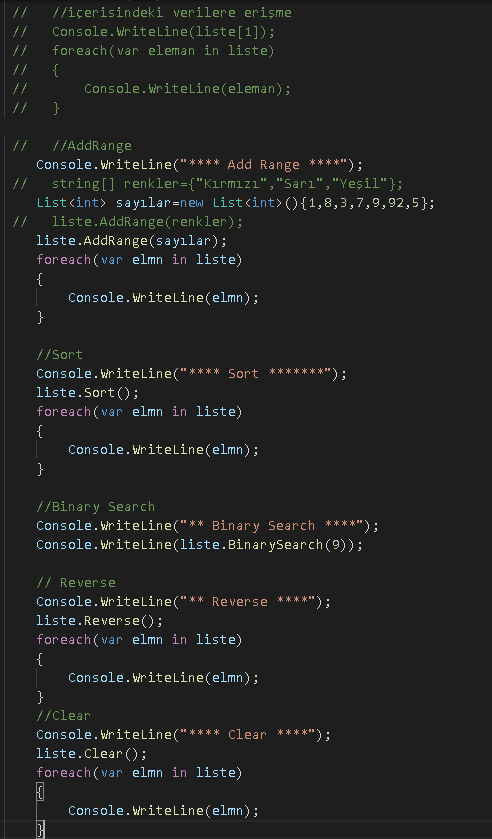 //   //içerisindeki verilere erişme
//   Console.WriteLine(liste[1]);
//   foreach(var eleman in liste)
//   {
//       Console.WriteLine(eleman);
//   }
//   //AddRange
Console.WriteLine("**** Add Range ****");
//   string[] renkler={"Kırmızı","Sarı","Yeşil"};
List<int> sayılar=new List<int>(){1,8,3,7,9,92,5};
//   liste.AddRange(renkler);
liste.AddRange(sayılar);
foreach(var elmn in liste)
{
    Console.WriteLine(elmn);
}
//Sort
Console.WriteLine("**** Sort *******");
liste.Sort();
foreach(var elmn in liste)
{
    Console.WriteLine(elmn);
}
//Binary Search
Console.WriteLine("** Binary Search ****");
Console.WriteLine(liste.BinarySearch(9));
// Reverse
Console.WriteLine("** Reverse ****");
liste.Reverse();
foreach(var elmn in liste)
{
    Console.WriteLine(elmn);
}
//Clear
Console.WriteLine("**** Clear ****");
liste.Clear();
foreach(var elmn in liste)
{
    Console.WriteLine(elmn);
}